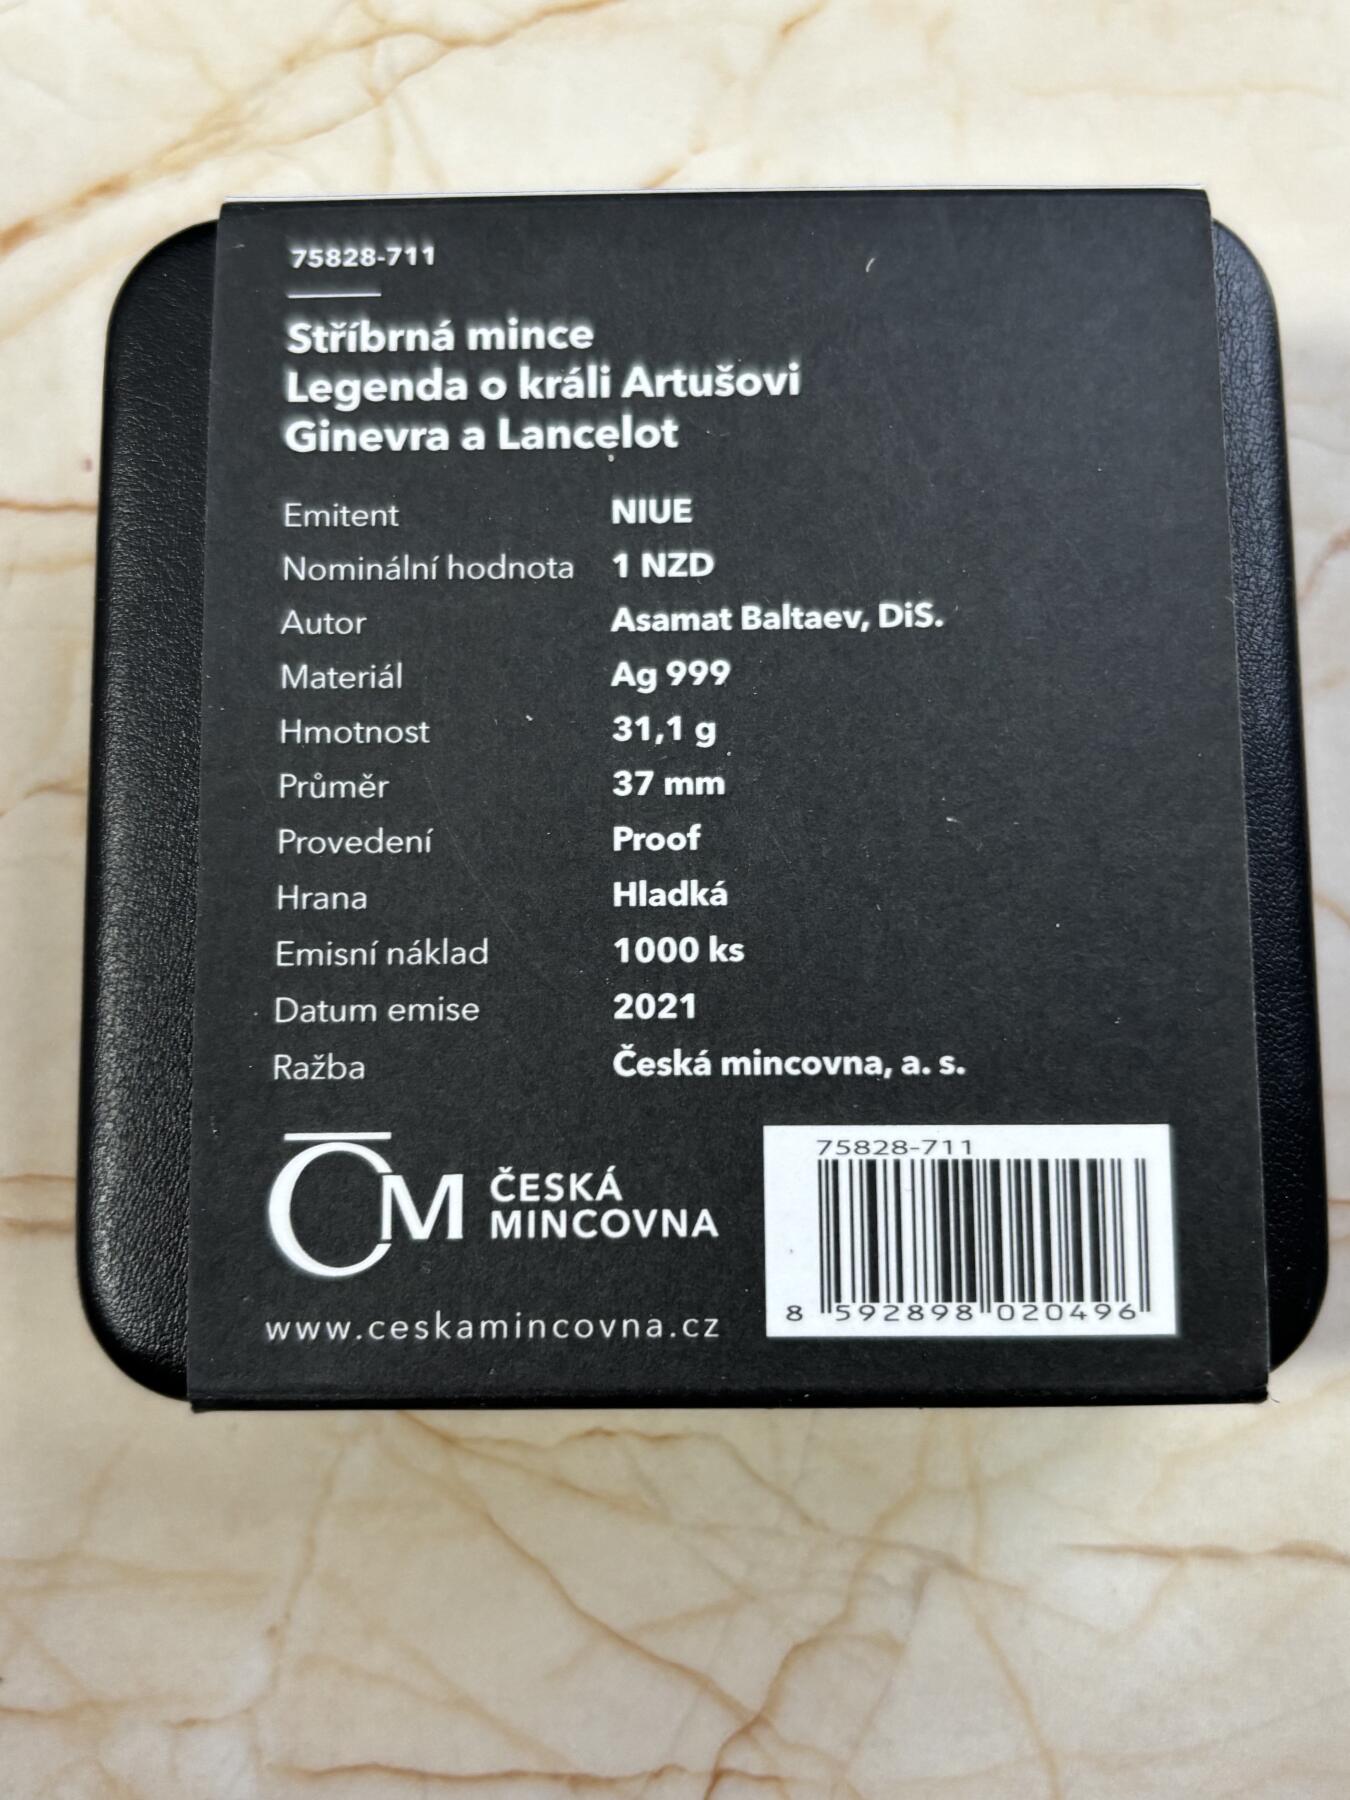 75828-711
Stříbrná mince
Legenda o králi Artušovi
Ginevra a Lancelot
Emitent NIUE
Nominální hodnota 1 NZD
Autor Asamat Baltaev, DiS.
Materiál Ag 999
Hmotnost 31,1 g
Průměr 37 mm
Provedení Proof
Hrana Hladká
Emisní náklad 1000 ks
Datum emise 2021
Ražba Česká mincovna, a. s.
ČM ČESKÁ
MINCOVNA
www.ceskamincovna.cz
75828-711
8 592898 020496